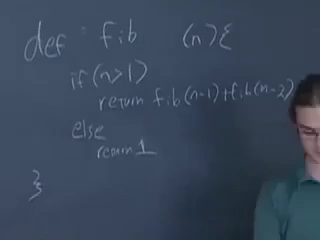 def fib (n){
if(n>1)
return fib(n-1)+fib(n-2)
else
return 1
}